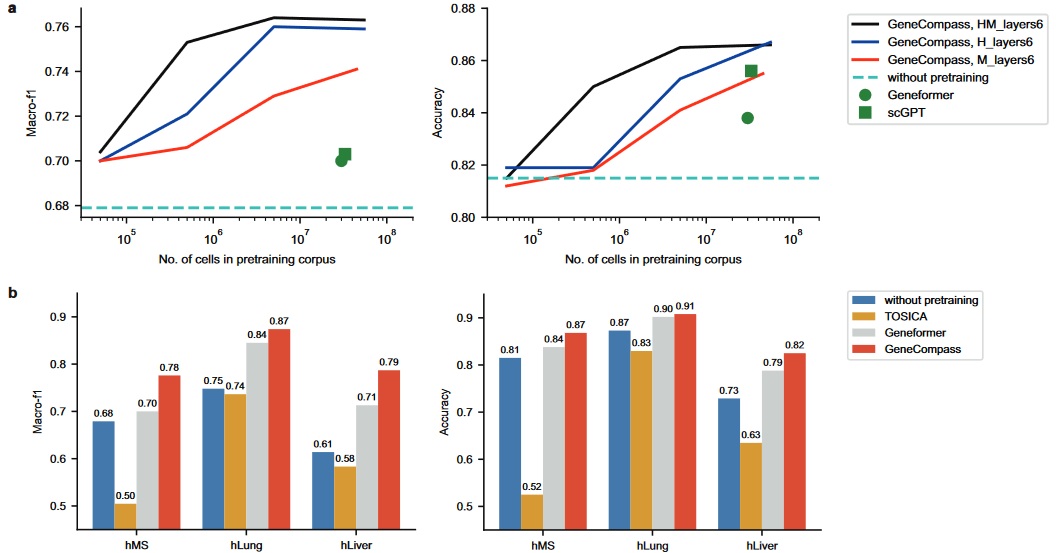 a
0.76
0.74
0.72
0.70
0.68
Macro-f1
10^5
10^6
10^7
10^8
No. of cells in pretraining corpus
0.88
0.86
0.84
0.82
0.80
Accuracy
10^5
10^6
10^7
10^8
No. of cells in pretraining corpus
GeneCompass, HM_layers6
GeneCompass, H_layers6
GeneCompass, M_layers6
without pretraining
Geneformer
scGPT
b
0.9
0.8
0.7
0.6
0.5
Macro-f1
0.68
0.50
0.70
0.78
0.75
0.74
0.84
0.87
0.61
0.58
0.71
0.79
hMS
hLung
hLiver
0.9
0.8
0.7
0.6
0.5
Accuracy
0.81
0.52
0.84
0.87
0.87
0.83
0.90
0.91
0.73
0.63
0.79
0.82
hMS
hLung
hLiver
without pretraining
TOSICA
Geneformer
GeneCompass